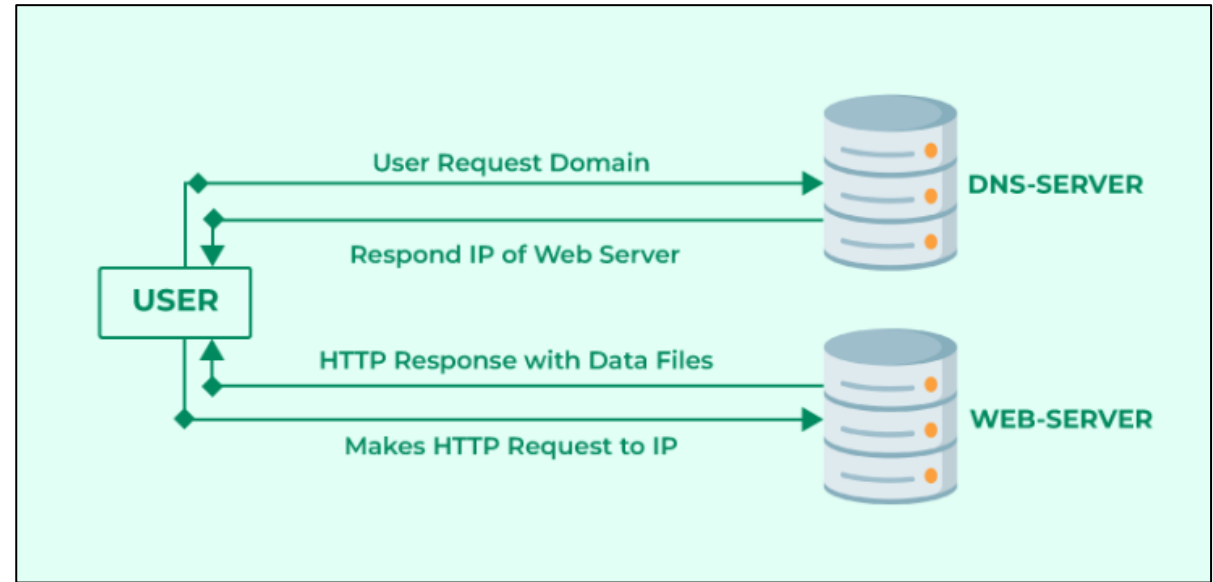 User Request Domain
DNS-SERVER
Respond IP of Web Server
USER
HTTP Response with Data Files
WEB-SERVER
Makes HTTP Request to IP